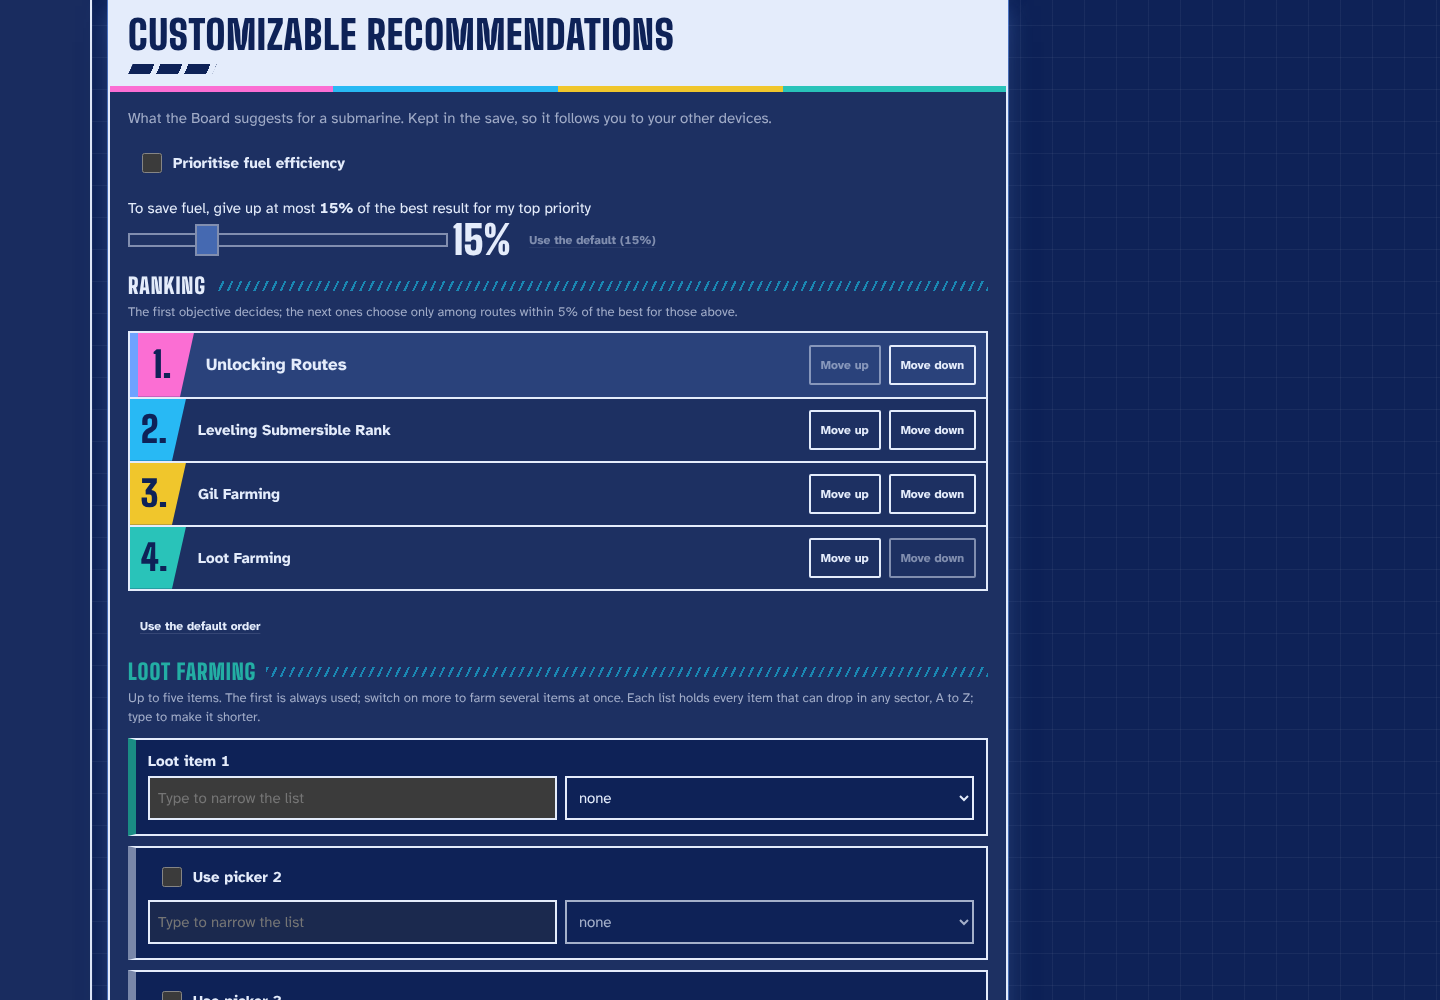 CUSTOMIZABLE RECOMMENDATIONS
What the Board suggests for a submarine. Kept in the save, so it follows you to your other devices.
Prioritise fuel efficiency
To save fuel, give up at most 15% of the best result for my top priority
15%
Use the default (15%)
RANKING
The first objective decides; the next ones choose only among routes within 5% of the best for those above.
1. Unlocking Routes Move up Move down
2. Leveling Submersible Rank Move up Move down
3. Gil Farming Move up Move down
4. Loot Farming Move up Move down
Use the default order
LOOT FARMING
Up to five items. The first is always used; switch on more to farm several items at once. Each list holds every item that can drop in any sector, A to Z;
type to make it shorter.
Loot item 1
Type to narrow the list none
Use picker 2
Type to narrow the list none
Use picker 3